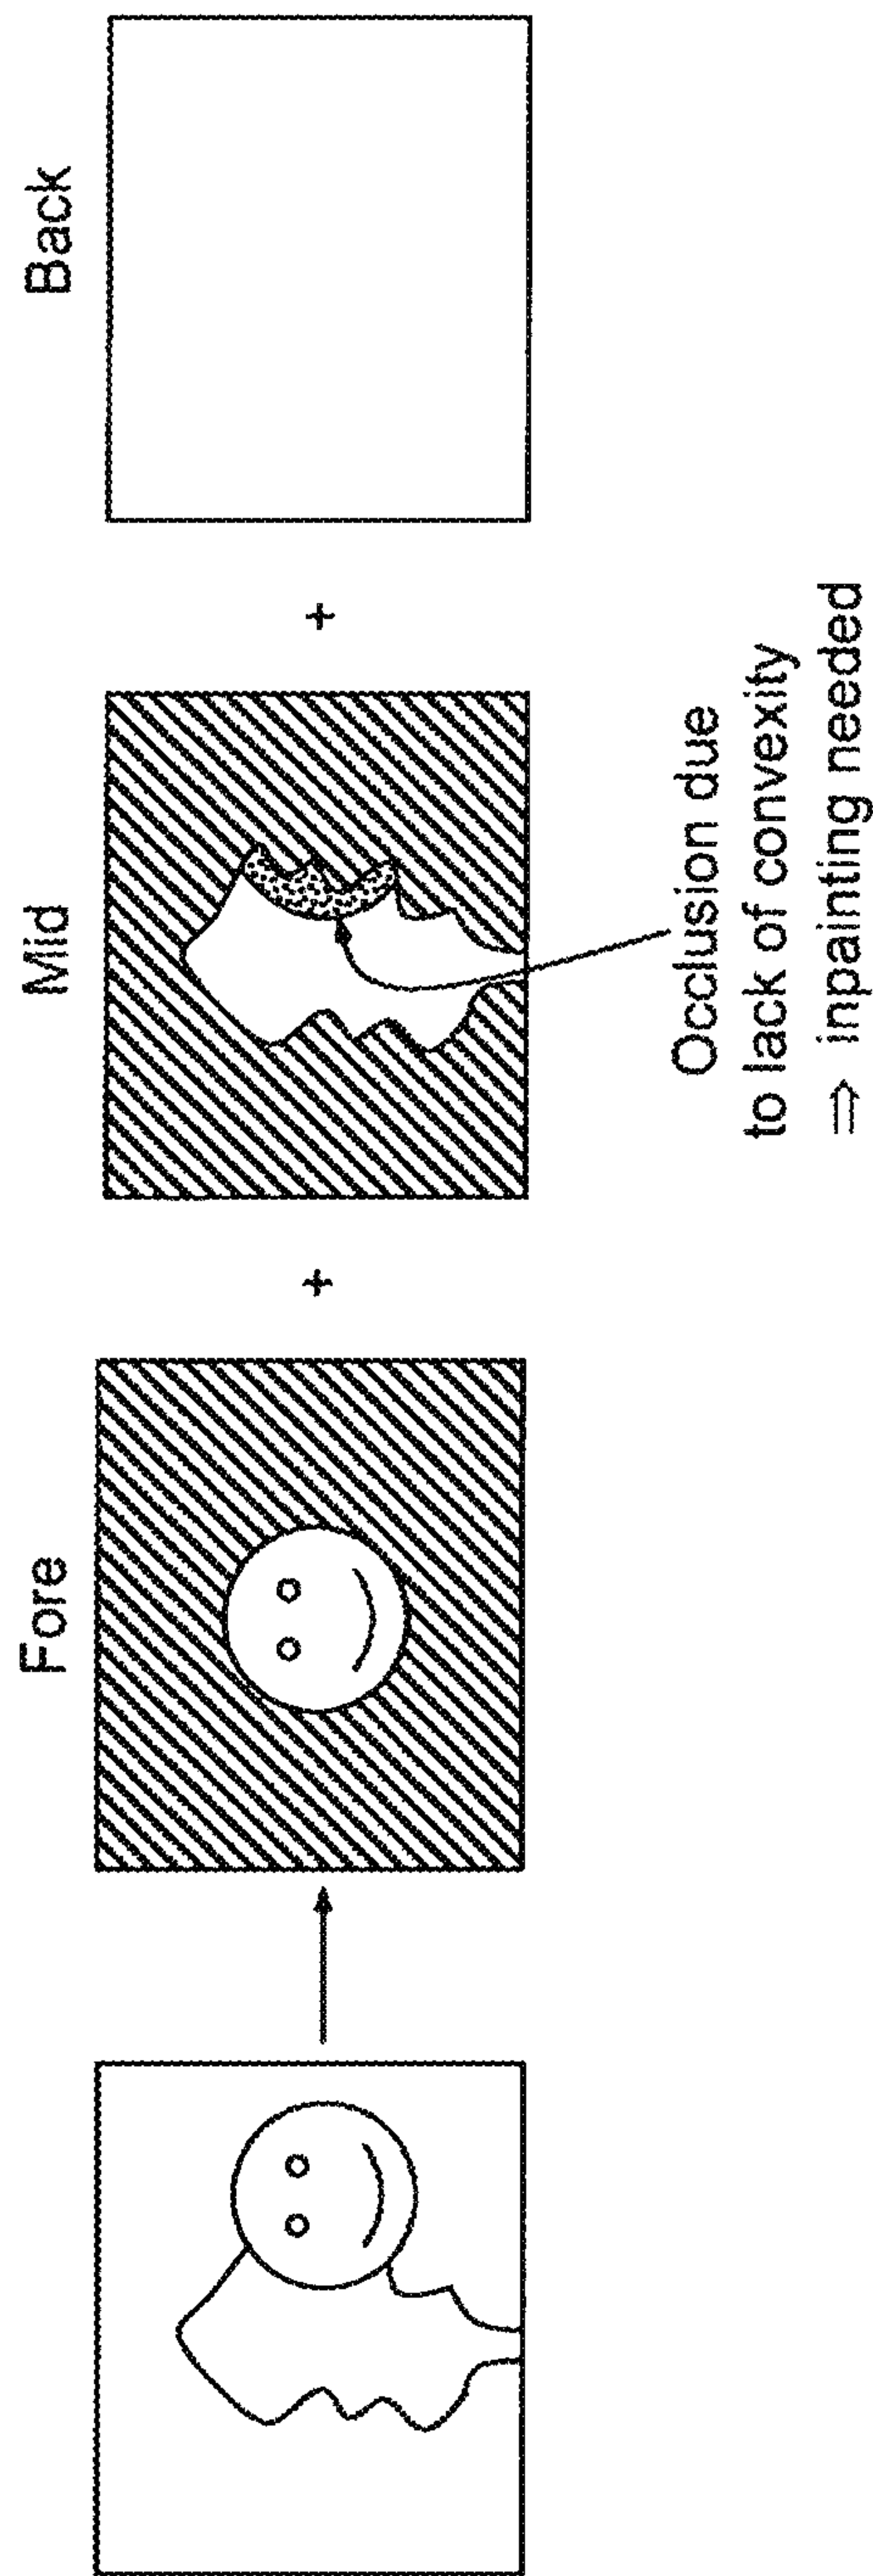 Fore
Mid
Back
+
+
Occlusion due
to lack of convexity
⇒ inpainting needed